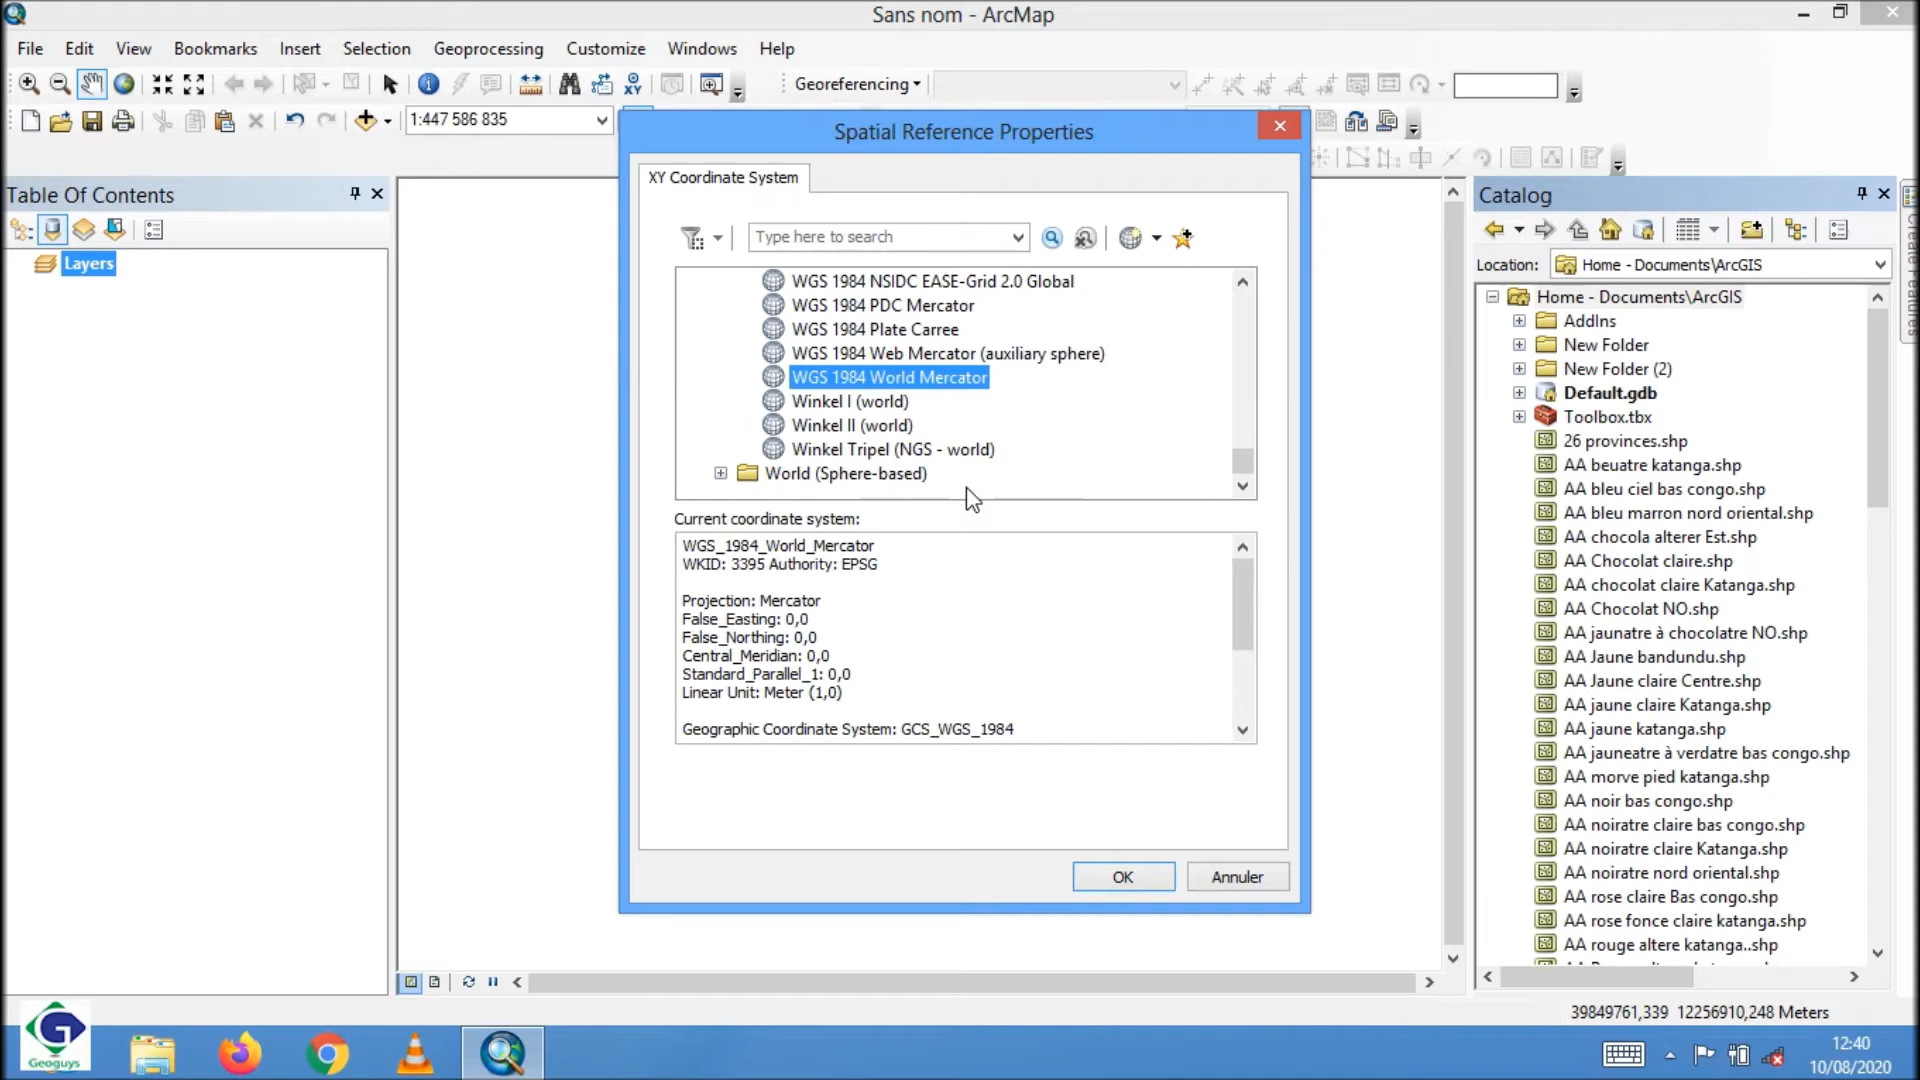 Sans nom - ArcMap
File Edit View Bookmarks Insert Selection Geoprocessing Customize Windows Help
Georeferencing
1:447 586 835
Table Of Contents
Layers
Spatial Reference Properties
XY Coordinate System
Type here to search
WGS 1984 NSIDC EASE-Grid 2.0 Global
WGS 1984 PDC Mercator
WGS 1984 Plate Carree
WGS 1984 Web Mercator (auxiliary sphere)
WGS 1984 World Mercator
Winkel I (world)
Winkel II (world)
Winkel Tripel (NGS - world)
World (Sphere-based)
Current coordinate system:
WGS_1984_World_Mercator
WKID: 3395 Authority: EPSG
Projection: Mercator
False_Easting: 0,0
False_Northing: 0,0
Central_Meridian: 0,0
Standard_Parallel_1: 0,0
Linear Unit: Meter (1,0)
Geographic Coordinate System: GCS_WGS_1984
OK
Annuler
Catalog
Location: Home - Documents\ArcGIS
Home - Documents\ArcGIS
AddIns
New Folder
New Folder (2)
Default.gdb
Toolbox.tbx
26 provinces.shp
AA beuatre katanga.shp
AA bleu ciel bas congo.shp
AA bleu marron nord oriental.shp
AA chocola alterer Est.shp
AA Chocolat claire.shp
AA chocolat claire Katanga.shp
AA Chocolat NO.shp
AA jaunatre à chocolatre NO.shp
AA Jaune bandundu.shp
AA Jaune claire Centre.shp
AA jaune claire Katanga.shp
AA jaune katanga.shp
AA jauneatre à verdatre bas congo.shp
AA morve pied katanga.shp
AA noir bas congo.shp
AA noiratre claire bas congo.shp
AA noiratre claire Katanga.shp
AA noiratre nord oriental.shp
AA rose claire Bas congo.shp
AA rose fonce claire katanga.shp
AA rouge altere katanga..shp
Create Features
39849761,339 12256910,248 Meters
Geoguys
12:40
10/08/2020